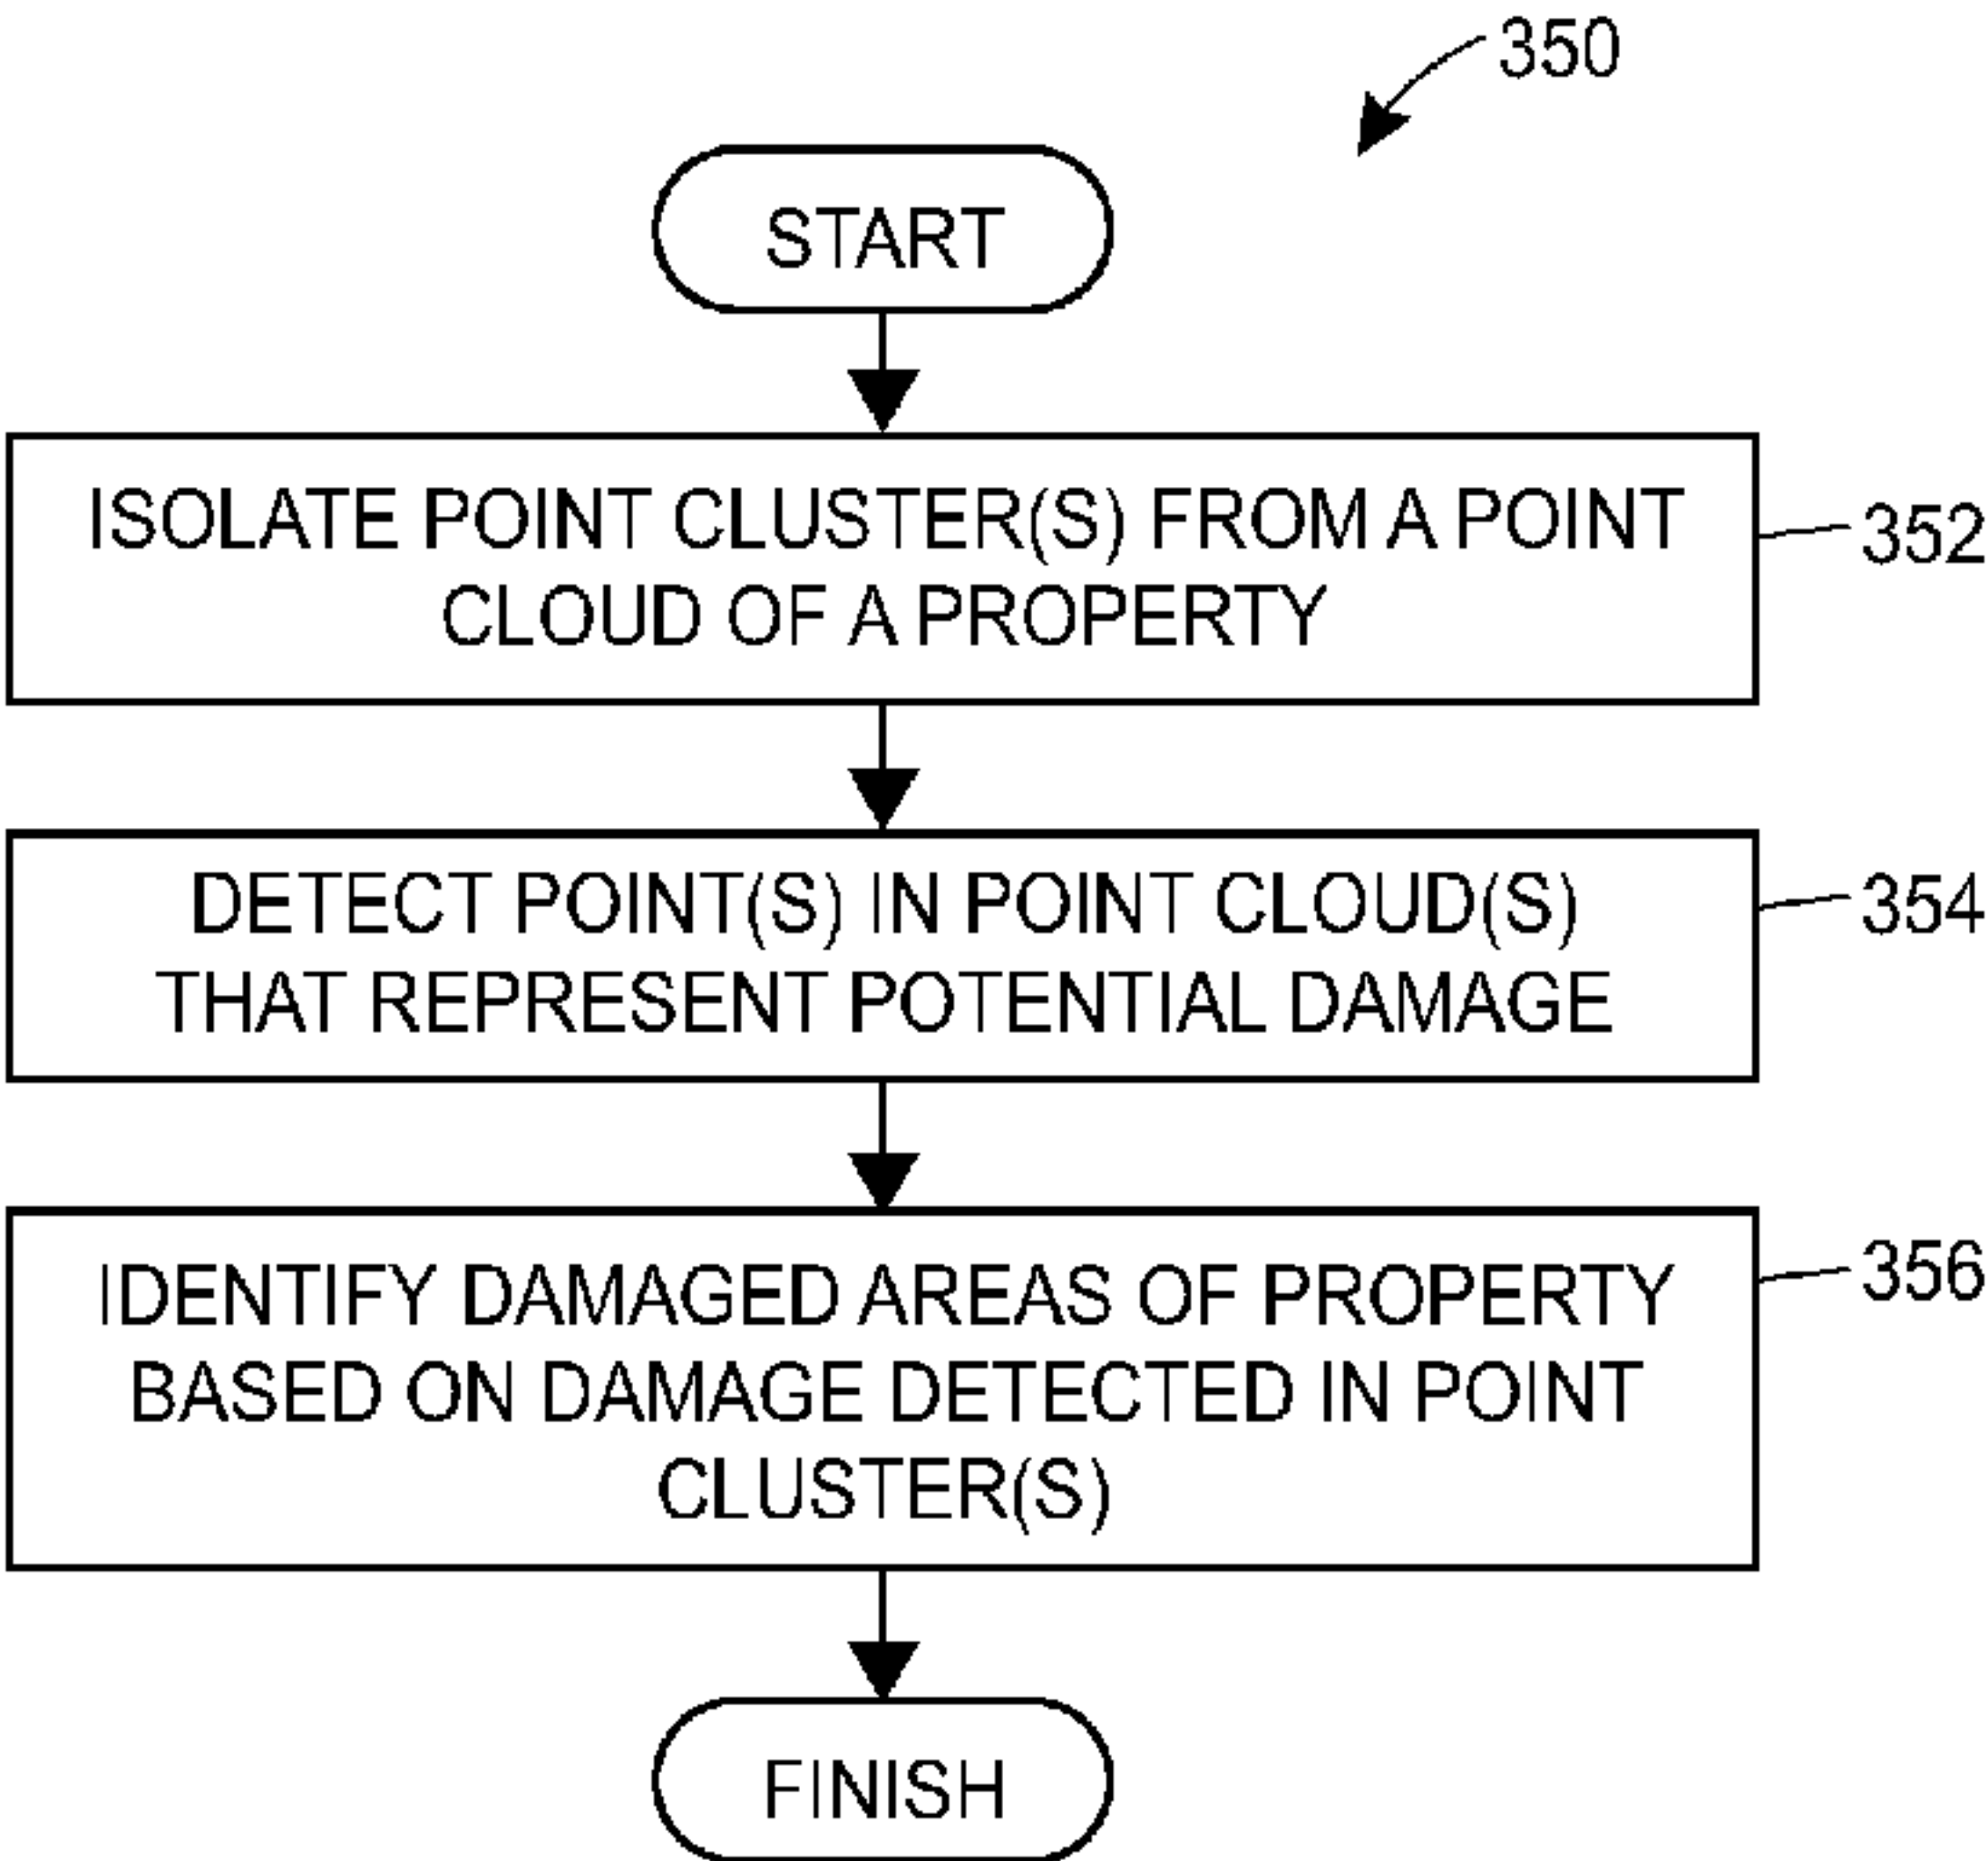 350
START
ISOLATE POINT CLUSTER(S) FROM A POINT
CLOUD OF A PROPERTY
352
DETECT POINT(S) IN POINT CLOUD(S)
THAT REPRESENT POTENTIAL DAMAGE
354
IDENTIFY DAMAGED AREAS OF PROPERTY
BASED ON DAMAGE DETECTED IN POINT
CLUSTER(S)
356
FINISH